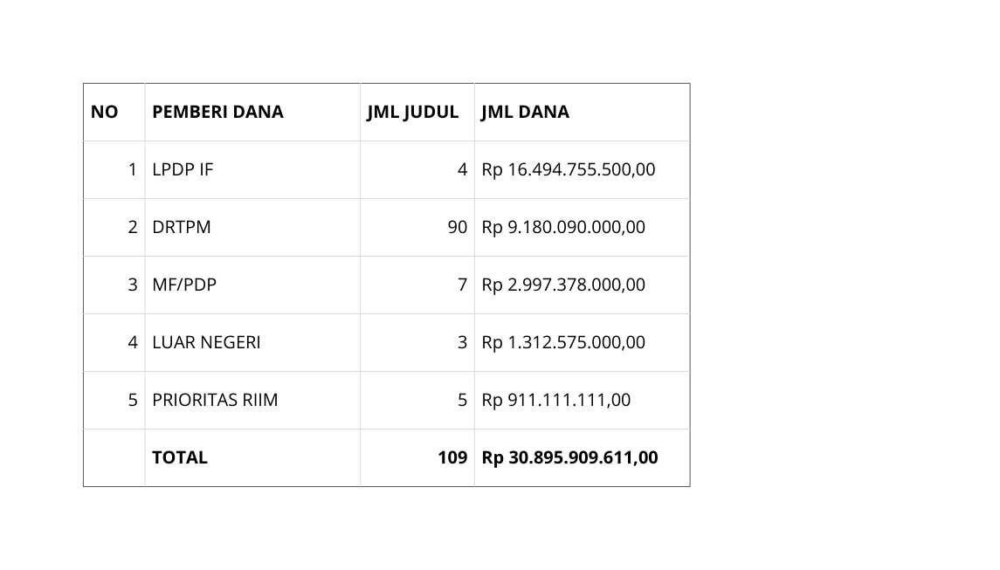 NO PEMBERI DANA JML JUDUL JML DANA
1 LPDP IF 4 Rp 16.494.755.500,00
2 DRTPM 90 Rp 9.180.090.000,00
3 MF/PDP 7 Rp 2.997.378.000,00
4 LUAR NEGERI 3 Rp 1.312.575.000,00
5 PRIORITAS RIIM 5 Rp 911.111.111,00
TOTAL 109 Rp 30.895.909.611,00